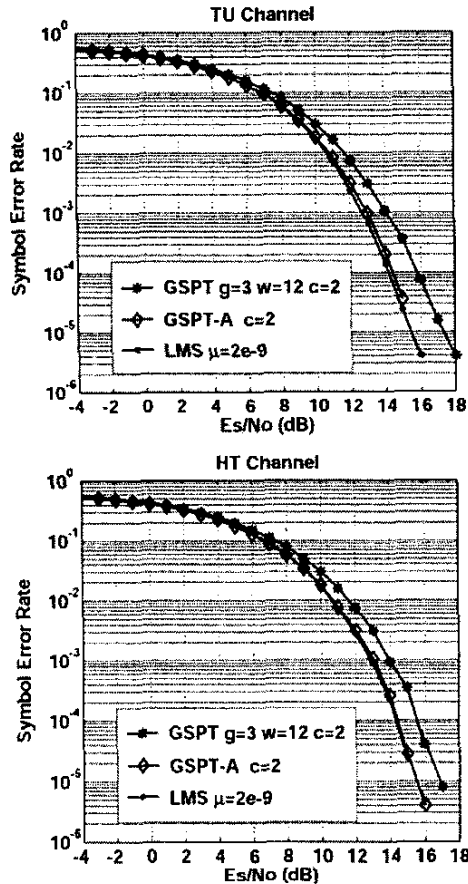 TU Channel
Symbol Error Rate
10^0
10^-1
10^-2
10^-3
10^-4
10^-5
10^-6
GSPT g=3 w=12 c=2
GSPT-A c=2
LMS μ=2e-9
-4 -2 0 2 4 6 8 10 12 14 16 18
Es/No (dB)
HT Channel
Symbol Error Rate
10^0
10^-1
10^-2
10^-3
10^-4
10^-5
10^-6
GSPT g=3 w=12 c=2
GSPT-A c=2
LMS μ=2e-9
-4 -2 0 2 4 6 8 10 12 14 16 18
Es/No (dB)